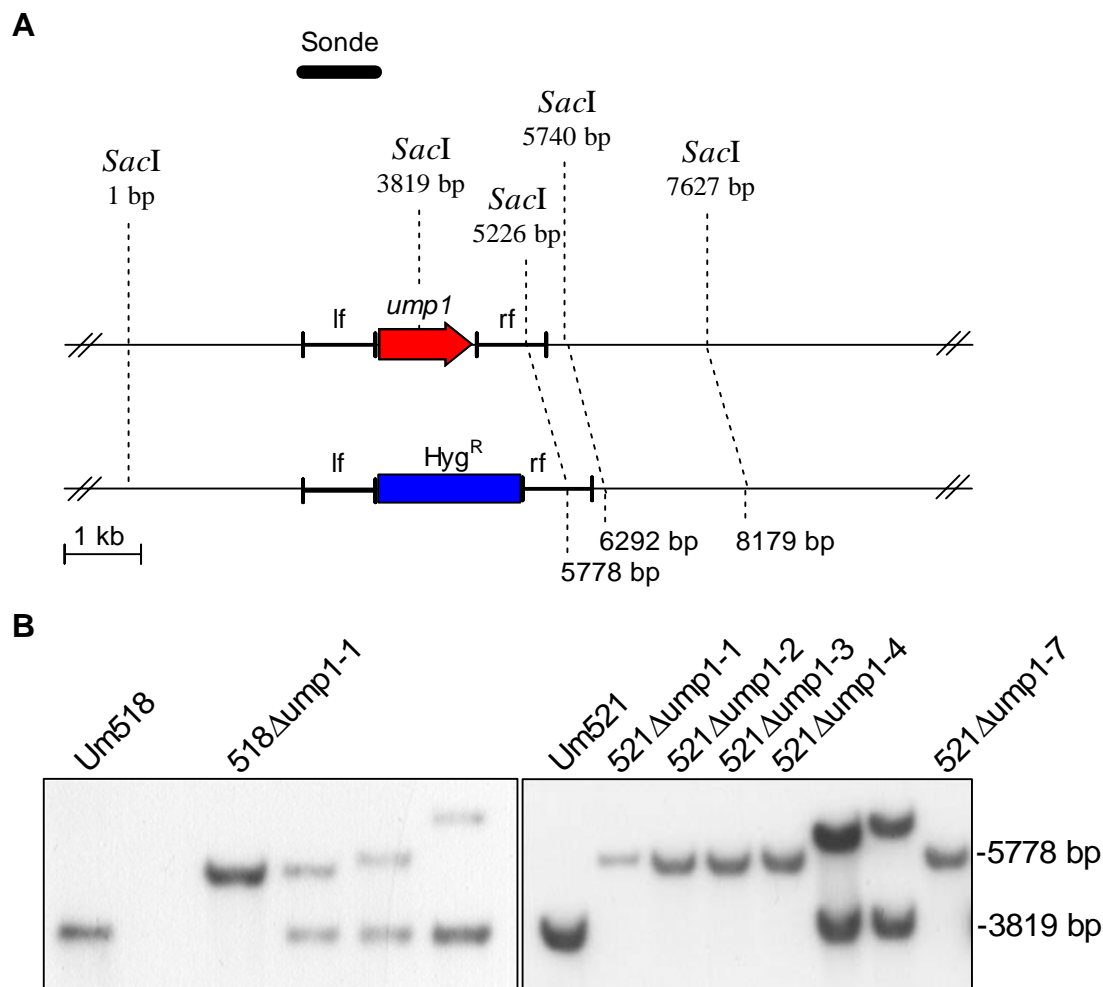 A
Sonde
SacI
5740 bp
SacI
1 bp
SacI
3819 bp
SacI
7627 bp
SacI
5226 bp
lf
ump1
rf
lf
Hyg^R
rf
1 kb
6292 bp
8179 bp
5778 bp
B
Um518
518Δump1-1
Um521
521Δump1-1
521Δump1-2
521Δump1-3
521Δump1-4
521Δump1-7
-5778 bp
-3819 bp